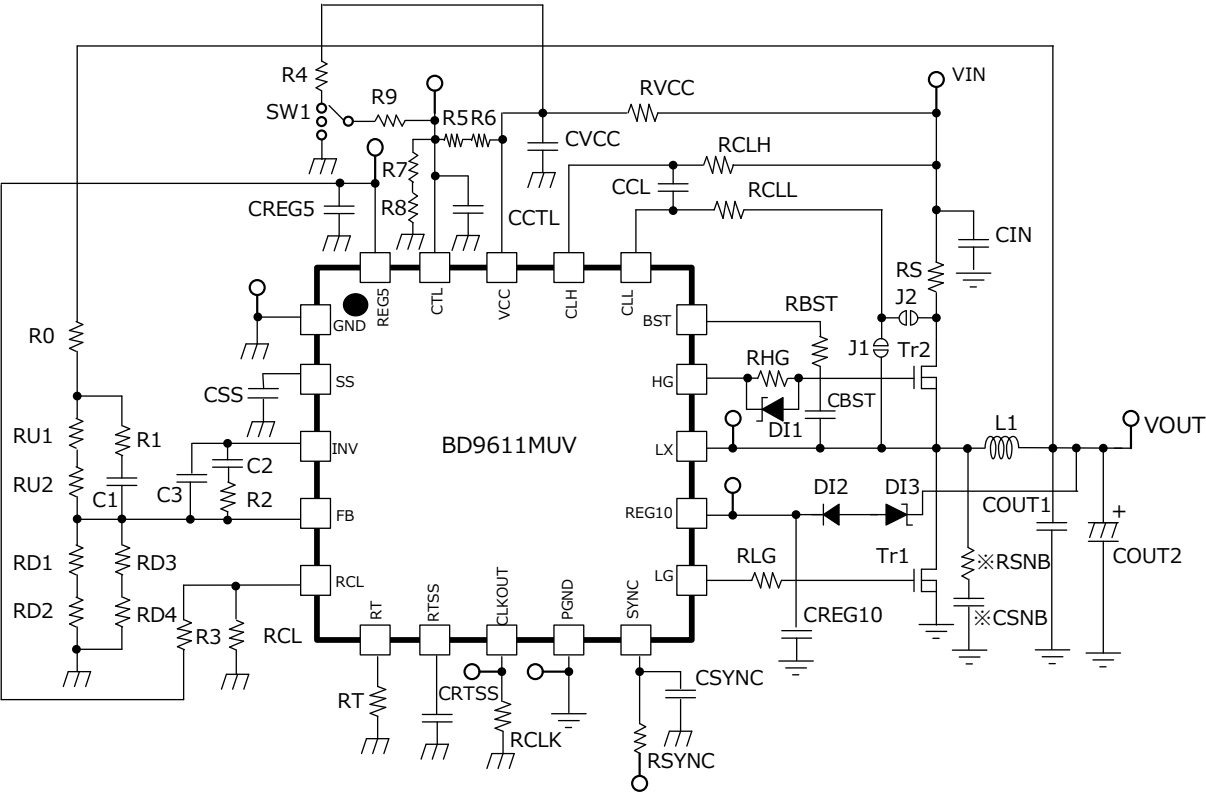 R4
VIN
RVCC
R9
SW1
R5
R6
CVCC
RCLH
R7
CCL
RCLL
CREG5
R8
CCTL
CIN
RS
REG5
CTL
VCC
CLH
CLL
J2
RBST
GND
BST
R0
J1
Tr2
RHG
SS
HG
CSS
CBST
DI1
L1
VOUT
RU1
R1
INV
BD9611MUV
LX
C2
RU2
C3
C1
R2
DI2
DI3
FB
REG10
COUT1
+
COUT2
RD1
RD3
RLG
Tr1
※RSNB
RCL
LG
RD2
RD4
RT
RTSS
CLKOUT
PGND
SYNC
CREG10
※CSNB
R3
RCL
CRTSS
CSYNC
RT
RCLK
RSYNC